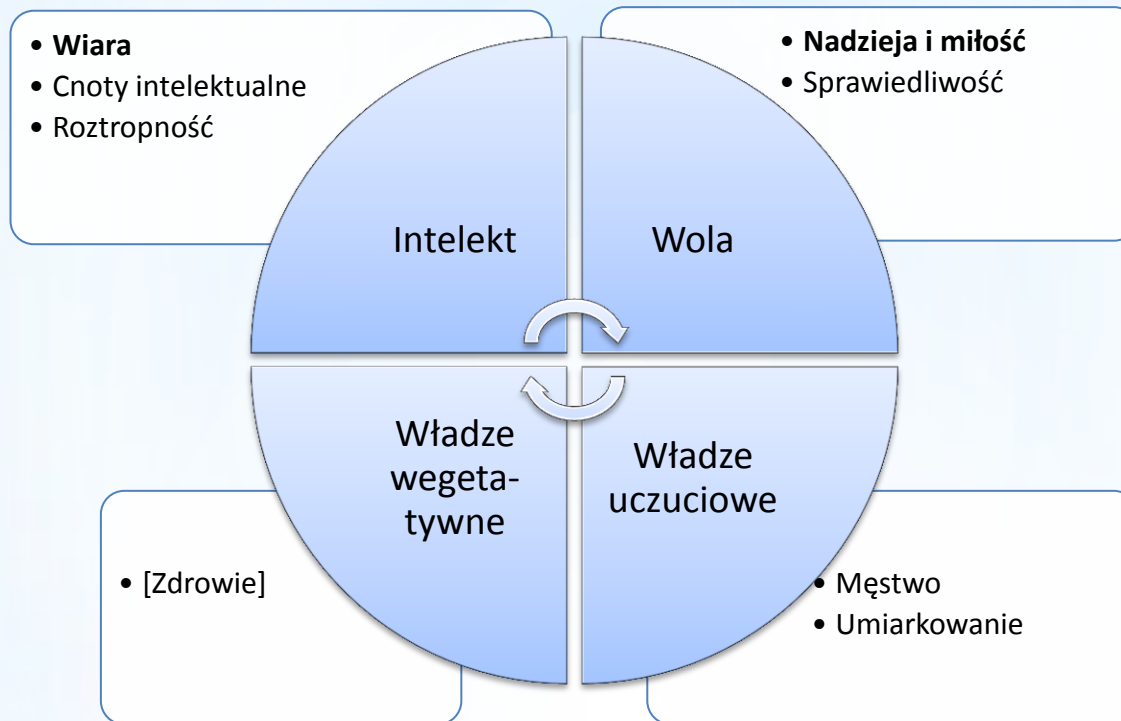 • Wiara
• Cnoty intelektualne
• Roztropność
• Nadzieja i miłość
• Sprawiedliwość
Intelekt
Wola
Władze
wegeta-
tywne
Władze
uczuciowe
• [Zdrowie]
• Męstwo
• Umiarkowanie